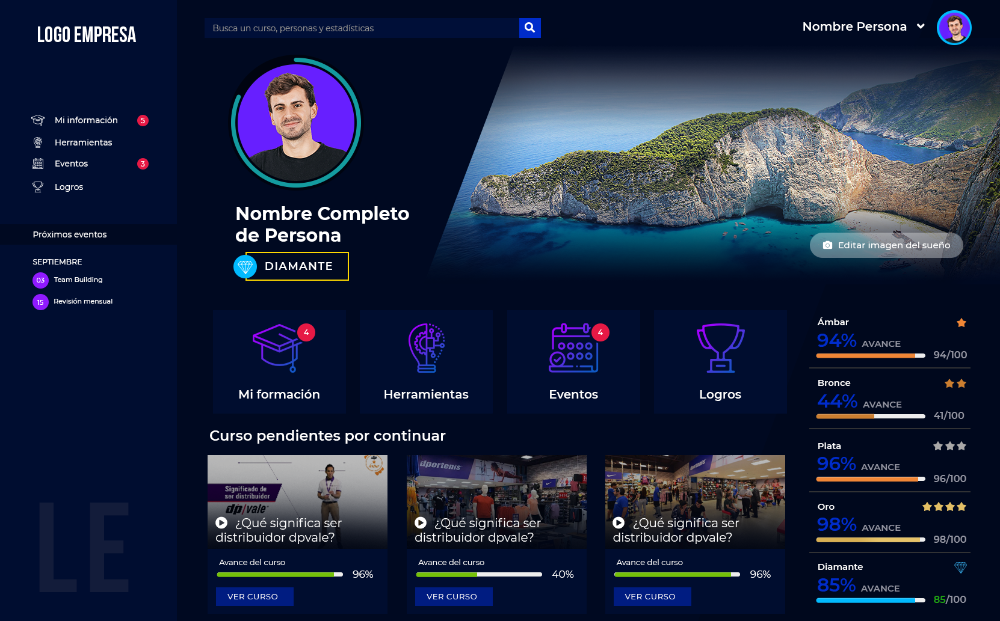 LOGO EMPRESA
Busca un curso, personas y estadísticas
Nombre Persona
Mi información 5
Herramientas
Eventos 3
Logros
Próximos eventos
SEPTIEMBRE
03 Team Building
15 Revisión mensual
LE
Nombre Completo
de Persona
DIAMANTE
Editar imagen del sueño
4
Mi formación
Herramientas
4
Eventos
Logros
Curso pendientes por continuar
dp
Significado de
ser distribuidor
dp/vale
¿Qué significa ser
distribuidor dpvale?
Avance del curso
96%
VER CURSO
dportenis
¿Qué significa ser
distribuidor dpvale?
Avance del curso
40%
VER CURSO
dportenis
¿Qué significa ser
distribuidor dpvale?
Avance del curso
96%
VER CURSO
Ámbar
94% AVANCE
94/100
Bronce
44% AVANCE
41/100
Plata
96% AVANCE
96/100
Oro
98% AVANCE
98/100
Diamante
85% AVANCE
85/100